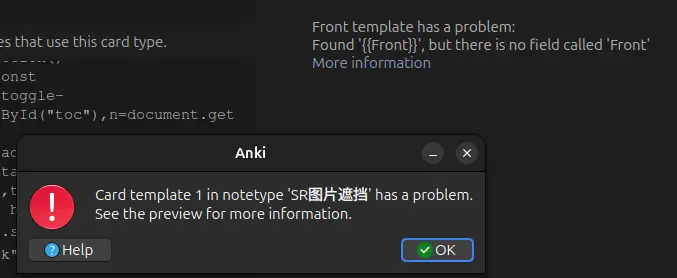 Front template has a problem:
Found '{{Front}}', but there is no field called 'Front'
More information
es that use this card type.
onst
toggle-
ById("toc"),n=document.get
Anki
Card template 1 in notetype 'SR图片遮挡' has a problem.
See the preview for more information.
Help
OK